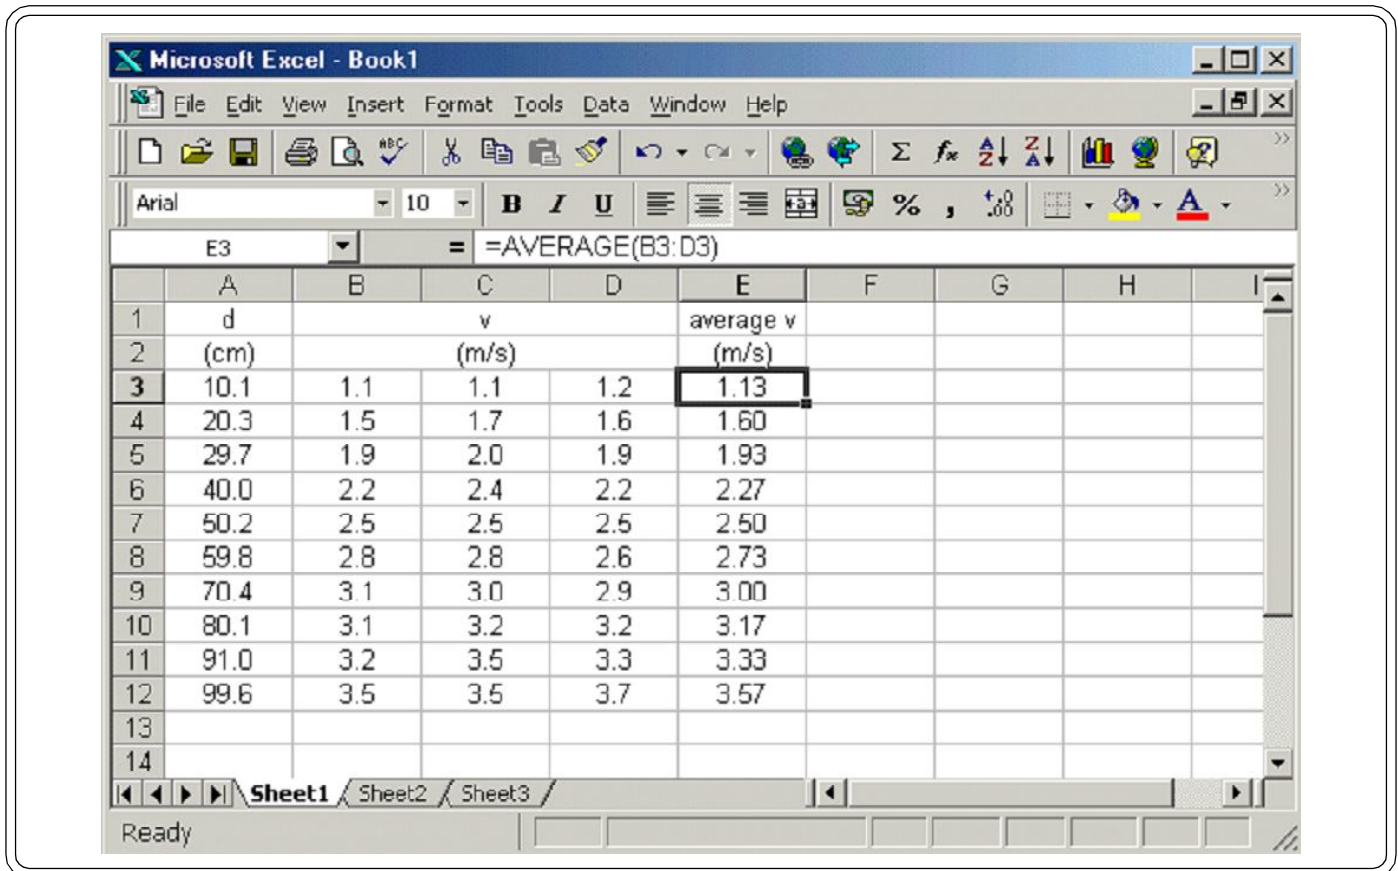 Microsoft Excel - Book1
File Edit View Insert Format Tools Data Window Help
ABC Σ fx A Z Z A
Arial 10 B I U a % , .0 .00 A
E3 = =AVERAGE(B3:D3)
A B C D E F G H I
1 d v average v
2 (cm) (m/s) (m/s)
3 10.1 1.1 1.1 1.2 1.13
4 20.3 1.5 1.7 1.6 1.60
5 29.7 1.9 2.0 1.9 1.93
6 40.0 2.2 2.4 2.2 2.27
7 50.2 2.5 2.5 2.5 2.50
8 59.8 2.8 2.8 2.6 2.73
9 70.4 3.1 3.0 2.9 3.00
10 80.1 3.1 3.2 3.2 3.17
11 91.0 3.2 3.5 3.3 3.33
12 99.6 3.5 3.5 3.7 3.57
13
14
Sheet1 Sheet2 Sheet3
Ready